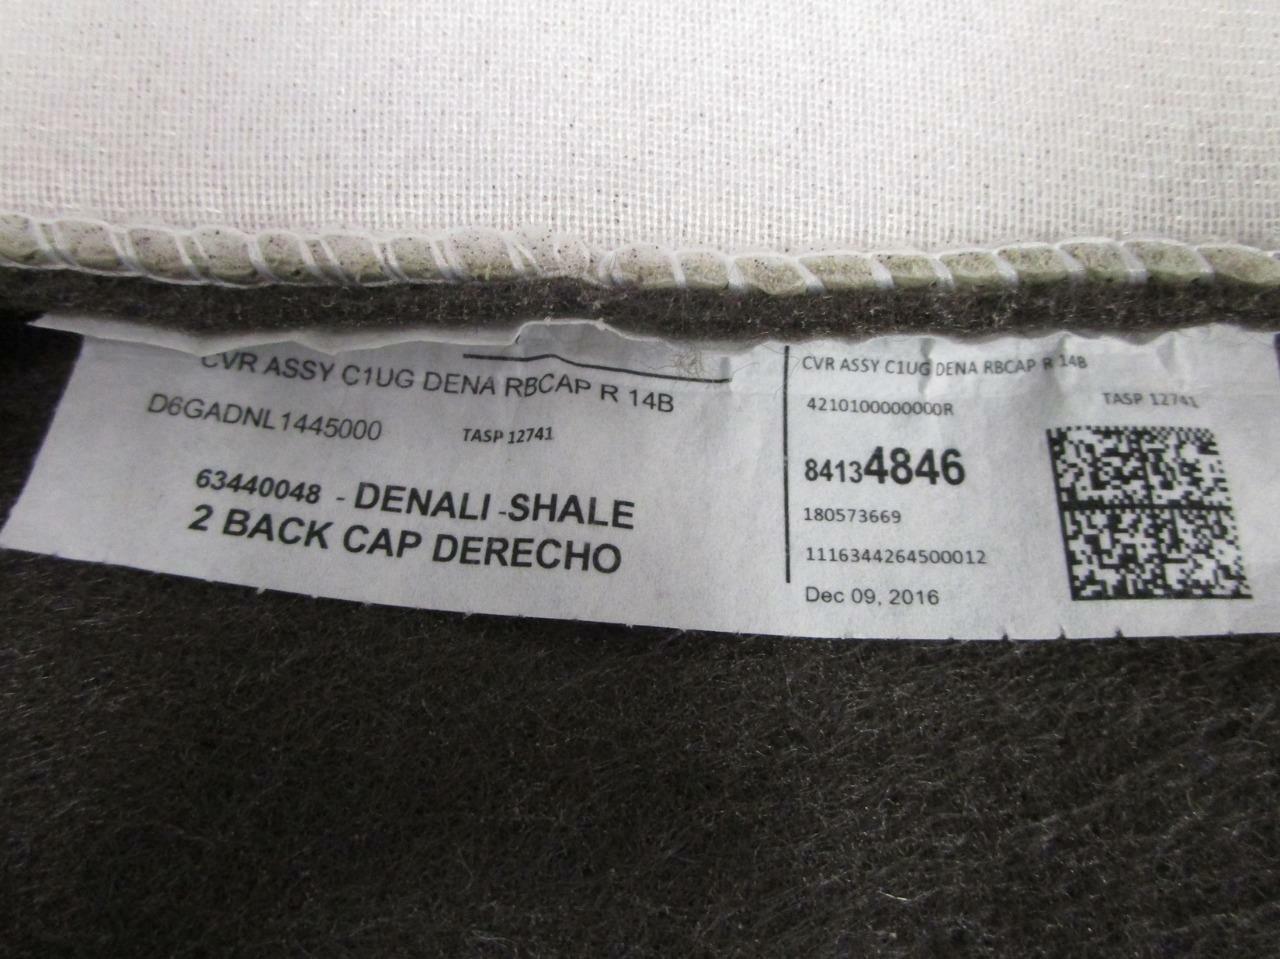 CVR ASSY C1UG DENA RBCAP R 14B
D6GADNL1445000
TASP 12741
63440048 - DENALI -SHALE
2 BACK CAP DERECHO
CVR ASSY C1UG DENA RBCAP R 14B
TASP 12741
4210100000000R
84134846
180573669
1116344264500012
Dec 09, 2016